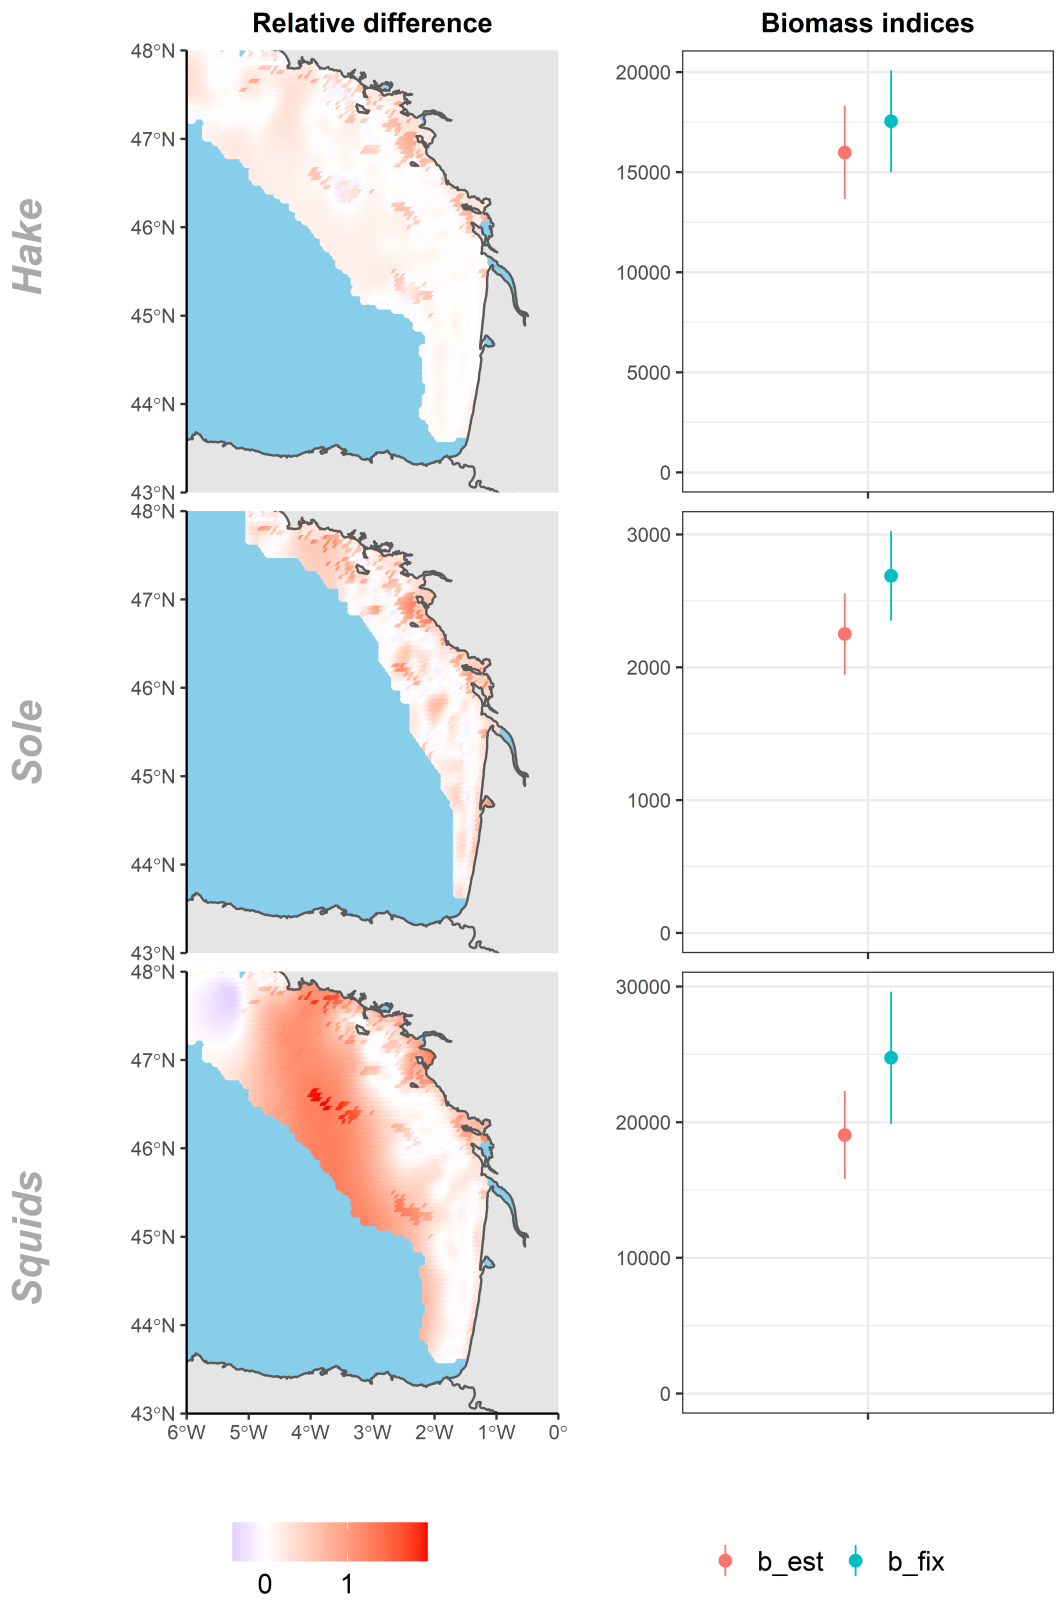 Relative difference
Biomass indices
Hake
48°N
47°N
46°N
45°N
44°N
43°N
20000
15000
10000
5000
0
Sole
48°N
47°N
46°N
45°N
44°N
43°N
3000
2000
1000
0
Squids
48°N
47°N
46°N
45°N
44°N
43°N
6°W 5°W 4°W 3°W 2°W 1°W 0°
30000
20000
10000
0
0 1
b_est b_fix